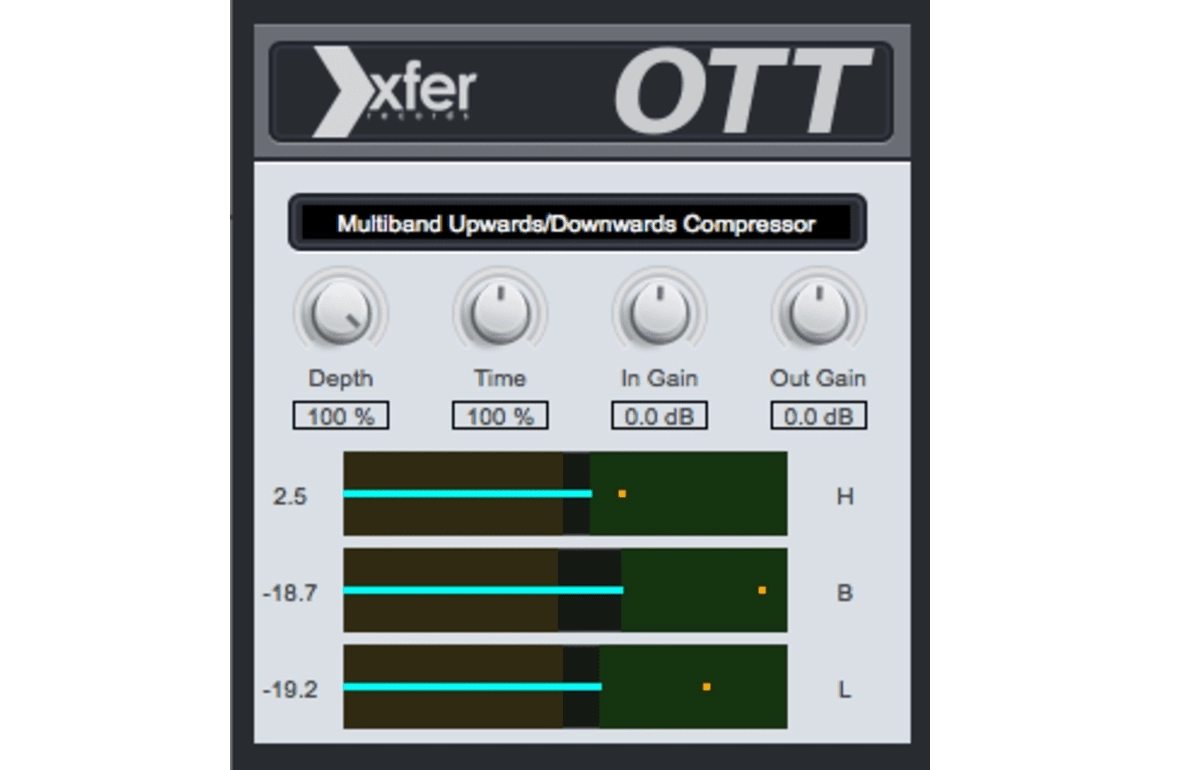 xfer OTT
records
Multiband Upwards/Downwards Compressor
Depth Time In Gain Out Gain
100 % 100 % 0.0 dB 0.0 dB
2.5 H
-18.7 B
-19.2 L